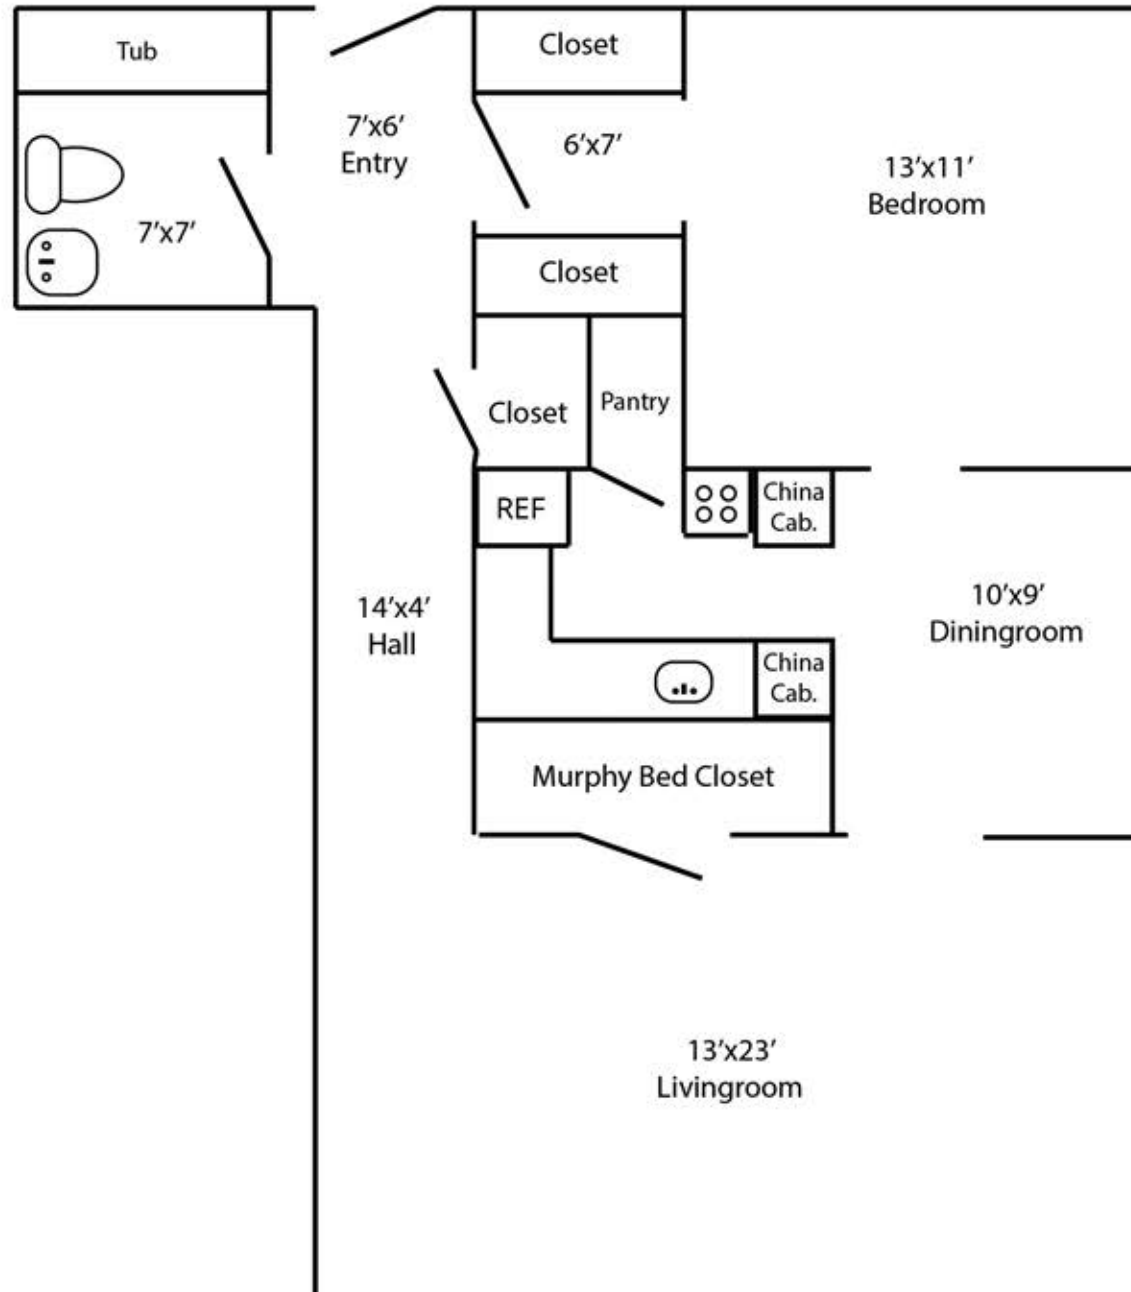 Tub
Closet
7’x6’
Entry
6’x7’
13’x11’
Bedroom
7’x7’
Closet
Closet
Pantry
REF
China
Cab.
14’x4’
Hall
10’x9’
Diningroom
China
Cab.
Murphy Bed Closet
13’x23’
Livingroom